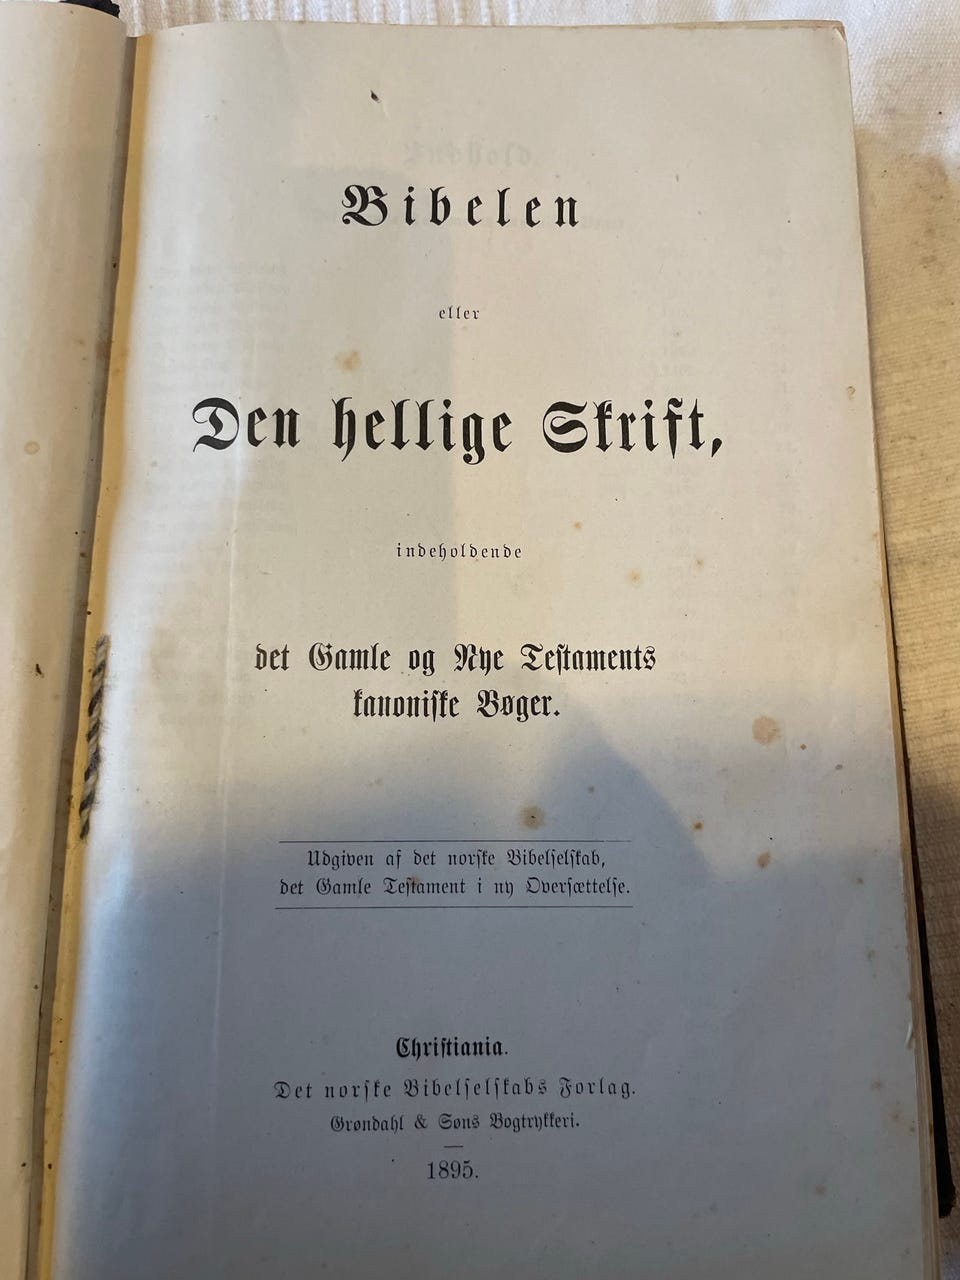 Bibelen
eller
Den hellige Skrift,
indeholdende
det Gamle og Nye Testaments
kanoniske Bøger.
Udgiven af det norske Bibelselskab,
det Gamle Testament i ny Oversættelse.
Christiania.
Det norske Bibelselskabs Forlag.
Grøndahl & Søns Bogtrykkeri.
1895.